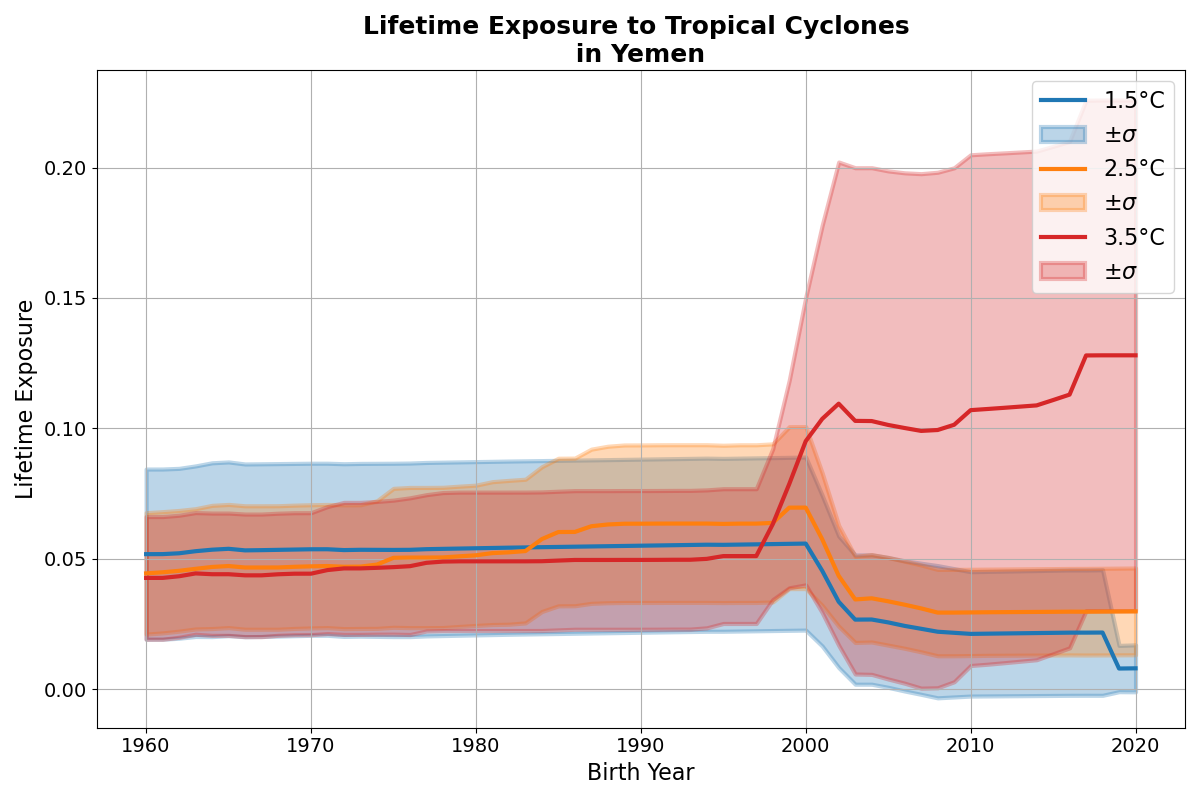 Lifetime Exposure to Tropical Cyclones
in Yemen
Lifetime Exposure
0.20
0.15
0.10
0.05
0.00
1960 1970 1980 1990 2000 2010 2020
Birth Year
1.5°C
±σ
2.5°C
±σ
3.5°C
±σ